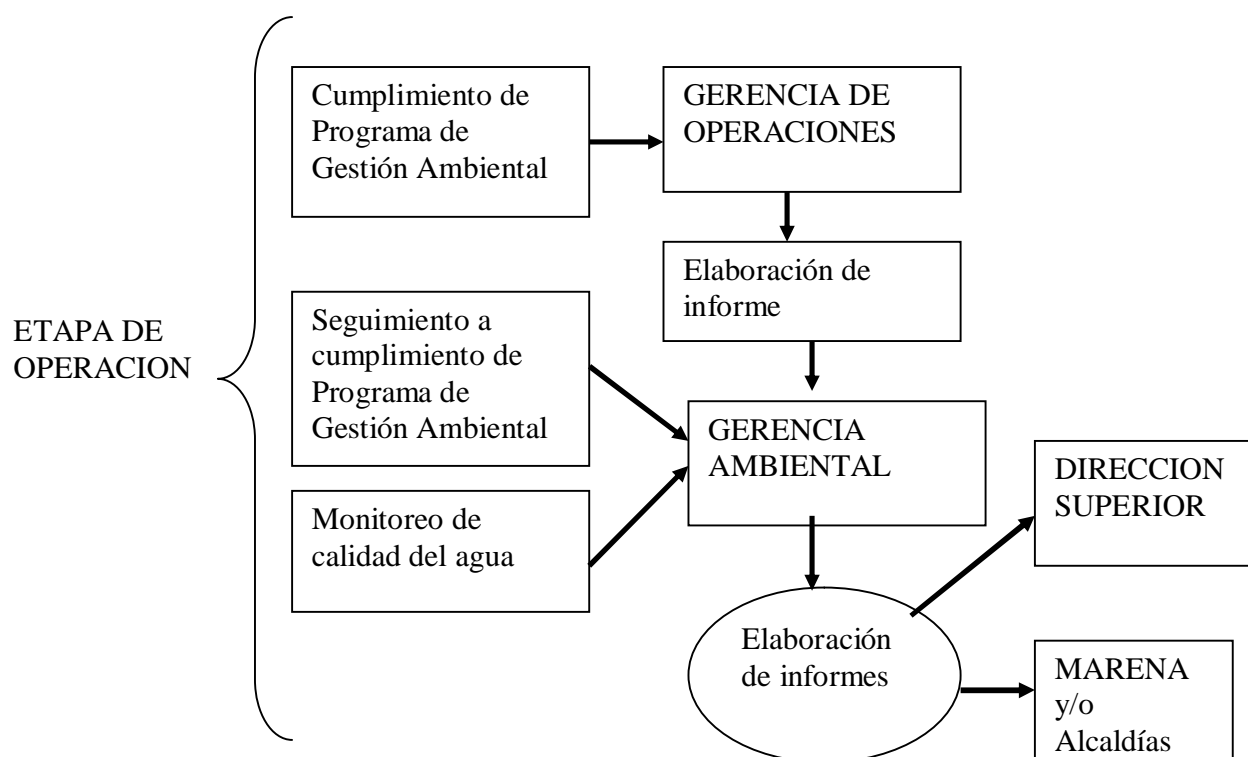 ETAPA DE
OPERACION
Cumplimiento de
Programa de
Gestión Ambiental
GERENCIA DE
OPERACIONES
Elaboración de
informe
Seguimiento a
cumplimiento de
Programa de
Gestión Ambiental
Monitoreo de
calidad del agua
GERENCIA
AMBIENTAL
Elaboración
de informes
DIRECCION
SUPERIOR
MARENA
y/o
Alcaldías